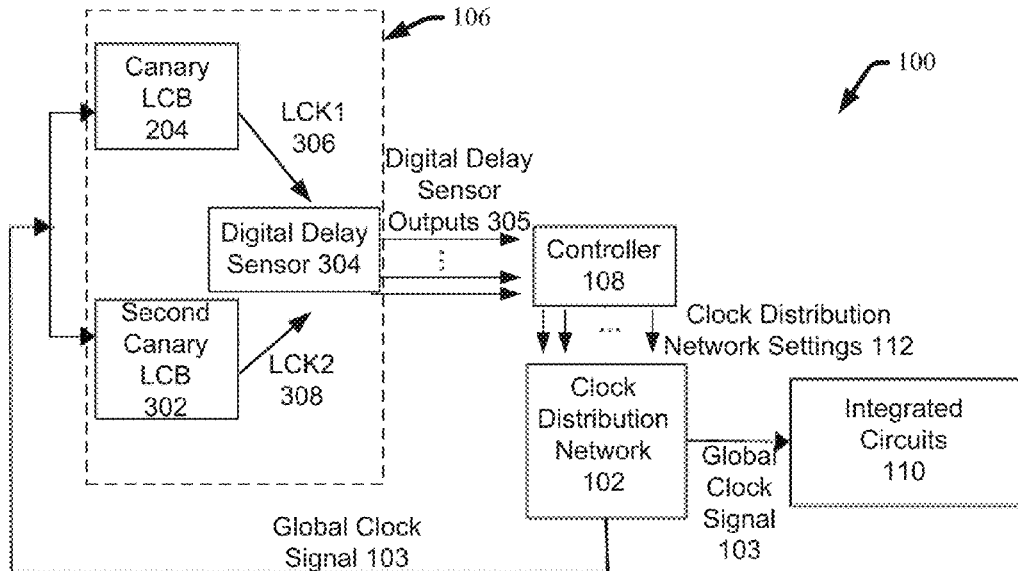 106
100
Canary
LCB
204
LCK1
306
Digital Delay
Sensor
Outputs 305
Digital Delay
Sensor 304
Controller
108
Second
Canary
LCB
302
LCK2
308
...
Clock Distribution
Network Settings 112
Clock
Distribution
Network
102
Integrated
Circuits
110
Global
Clock
Signal
103
Global Clock
Signal 103